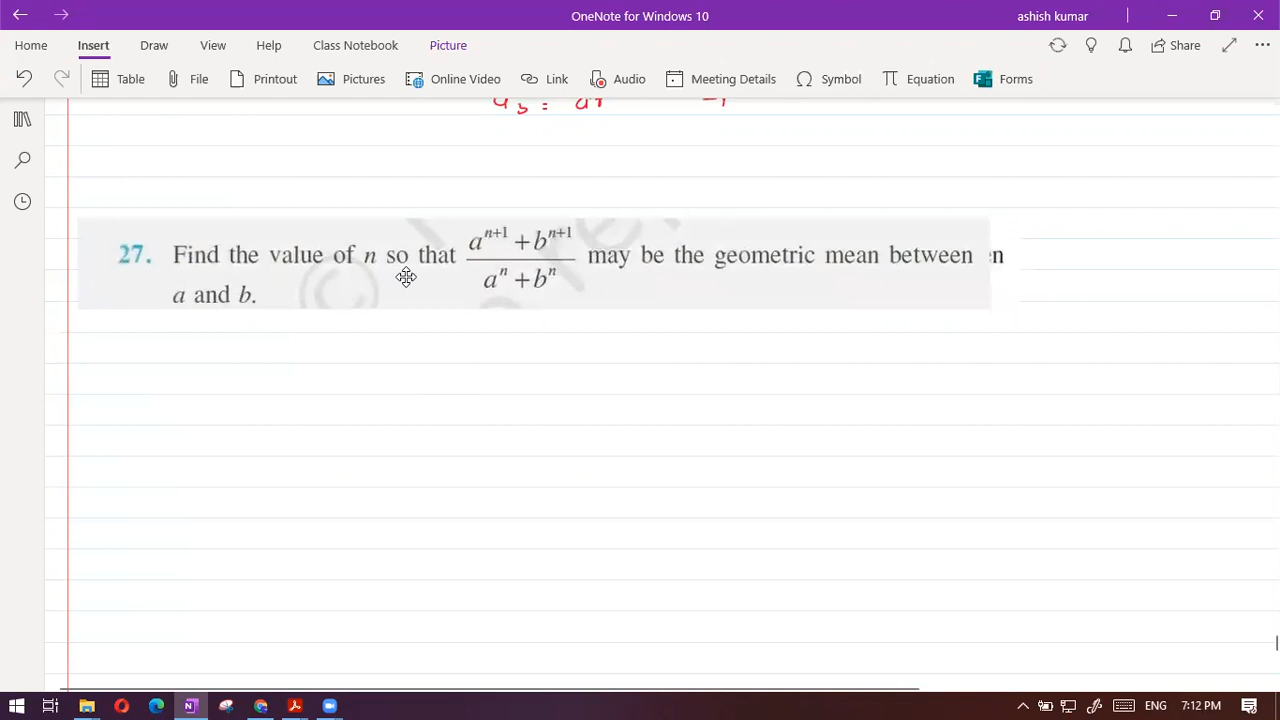 OneNote for Windows 10
ashish kumar
Home Insert Draw View Help Class Notebook Picture
Share
Table File Printout Pictures Online Video Link Audio Meeting Details Symbol Equation Forms
27. Find the value of n so that \frac{a^{n+1}+b^{n+1}}{a^n+b^n} may be the geometric mean between en
a and b.
ENG 7:12 PM